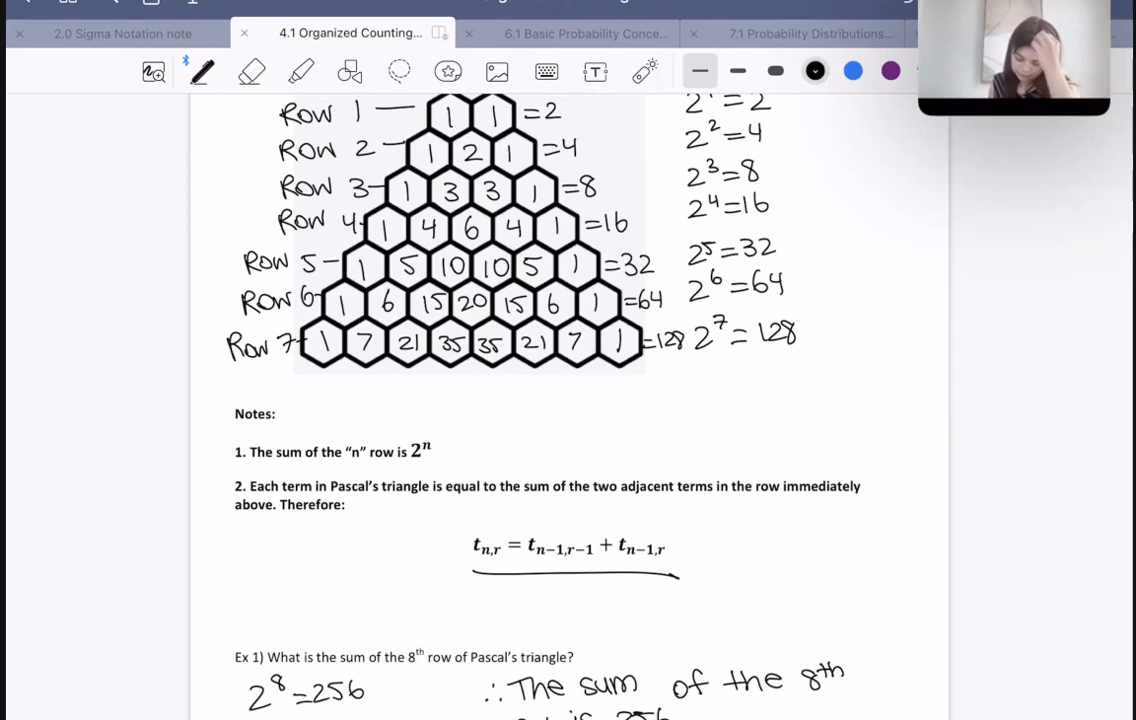 2.0 Sigma Notation note
4.1 Organized Counting...
6.1 Basic Probability Conce...
7.1 Probability Distributions...
Row 1 — 1 1 =2 2¹=2
Row 2 - 1 2 1 =4 2²=4
Row 3- 1 3 3 1 =8 2³=8
Row 4- 1 4 6 4 1 =16 2⁴=16
Row 5- 1 5 10 10 5 1 =32 2⁵=32
Row 6- 1 6 15 20 15 6 1 =64 2⁶=64
Row 7- 1 7 21 35 35 21 7 1 =128 2⁷=128
Notes:
1. The sum of the "n" row is 2ⁿ
2. Each term in Pascal's triangle is equal to the sum of the two adjacent terms in the row immediately
above. Therefore:
tₙ,ᵣ = tₙ₋₁,ᵣ₋₁ + tₙ₋₁,ᵣ
Ex 1) What is the sum of the 8th row of Pascal's triangle?
2⁸=256 ∴ The sum of the 8th
is 256